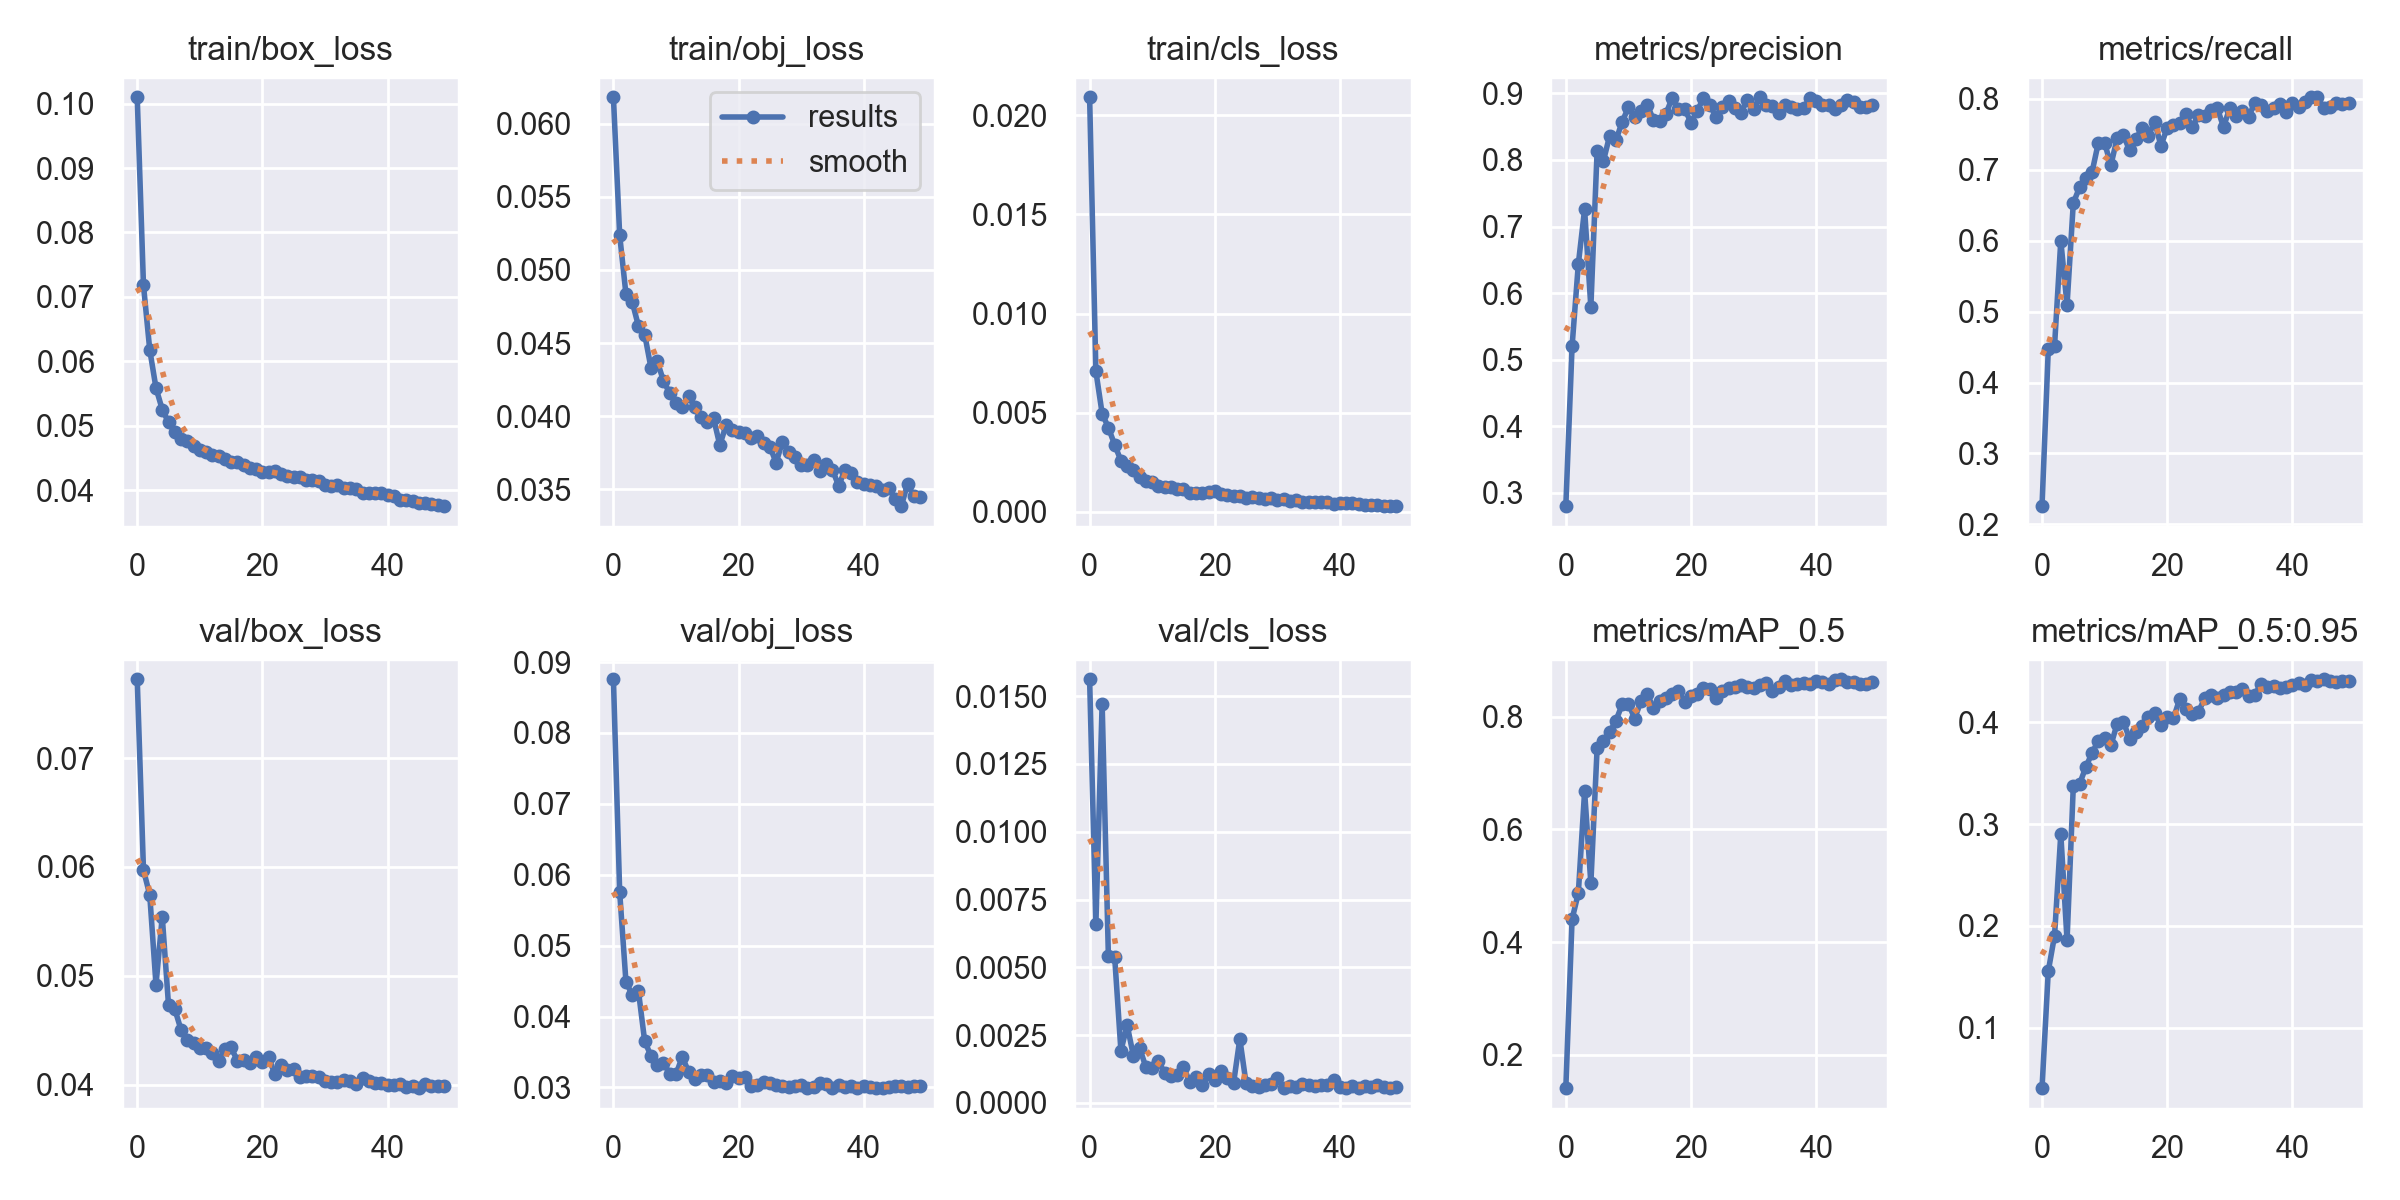 train/box_loss
0.10
0.09
0.08
0.07
0.06
0.05
0.04
0 20 40
train/obj_loss
results
smooth
0.060
0.055
0.050
0.045
0.040
0.035
0 20 40
train/cls_loss
0.020
0.015
0.010
0.005
0.000
0 20 40
metrics/precision
0.9
0.8
0.7
0.6
0.5
0.4
0.3
0 20 40
metrics/recall
0.8
0.7
0.6
0.5
0.4
0.3
0.2
0 20 40
val/box_loss
0.07
0.06
0.05
0.04
0 20 40
val/obj_loss
0.09
0.08
0.07
0.06
0.05
0.04
0.03
0 20 40
val/cls_loss
0.0150
0.0125
0.0100
0.0075
0.0050
0.0025
0.0000
0 20 40
metrics/mAP_0.5
0.8
0.6
0.4
0.2
0 20 40
metrics/mAP_0.5:0.95
0.4
0.3
0.2
0.1
0 20 40